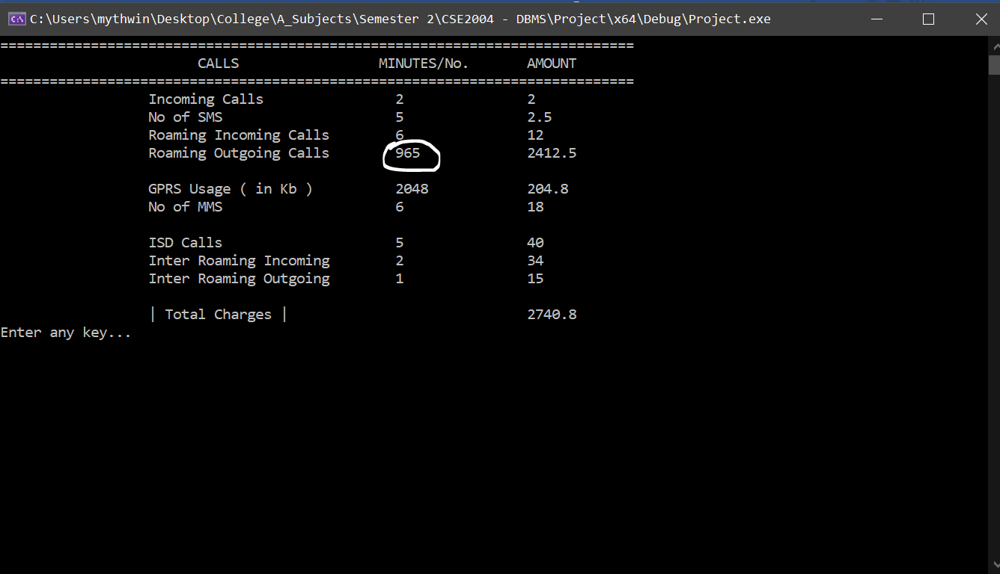 C:\Users\mythwin\Desktop\College\A_Subjects\Semester 2\CSE2004 - DBMS\Project\x64\Debug\Project.exe
=============================================================================
CALLS MINUTES/No. AMOUNT
=============================================================================
Incoming Calls 2 2
No of SMS 5 2.5
Roaming Incoming Calls 6 12
Roaming Outgoing Calls 965 2412.5
GPRS Usage ( in Kb ) 2048 204.8
No of MMS 6 18
ISD Calls 5 40
Inter Roaming Incoming 2 34
Inter Roaming Outgoing 1 15
| Total Charges | 2740.8
Enter any key...